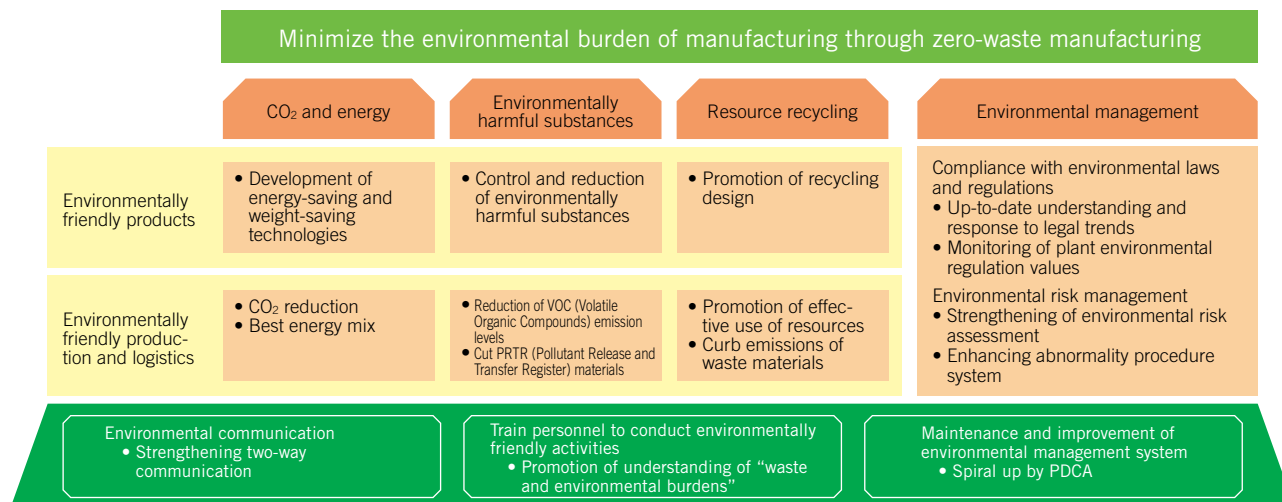 Minimize the environmental burden of manufacturing through zero-waste manufacturing
CO₂ and energy
Environmentally
harmful substances
Resource recycling
Environmental management
Environmentally
friendly products
• Development of
energy-saving and
weight-saving
technologies
• Control and reduction
of environmentally
harmful substances
• Promotion of recycling
design
Environmentally
friendly produc-
tion and logistics
• CO₂ reduction
• Best energy mix
• Reduction of VOC (Volatile
Organic Compounds) emission
levels
• Cut PRTR (Pollutant Release and
Transfer Register) materials
• Promotion of effec-
tive use of resources
• Curb emissions of
waste materials
Compliance with environmental laws
and regulations
• Up-to-date understanding and
response to legal trends
• Monitoring of plant environmental
regulation values
Environmental risk management
• Strengthening of environmental risk
assessment
• Enhancing abnormality procedure
system
Environmental communication
• Strengthening two-way
communication
Train personnel to conduct environmentally
friendly activities
• Promotion of understanding of “waste
and environmental burdens”
Maintenance and improvement of
environmental management system
• Spiral up by PDCA